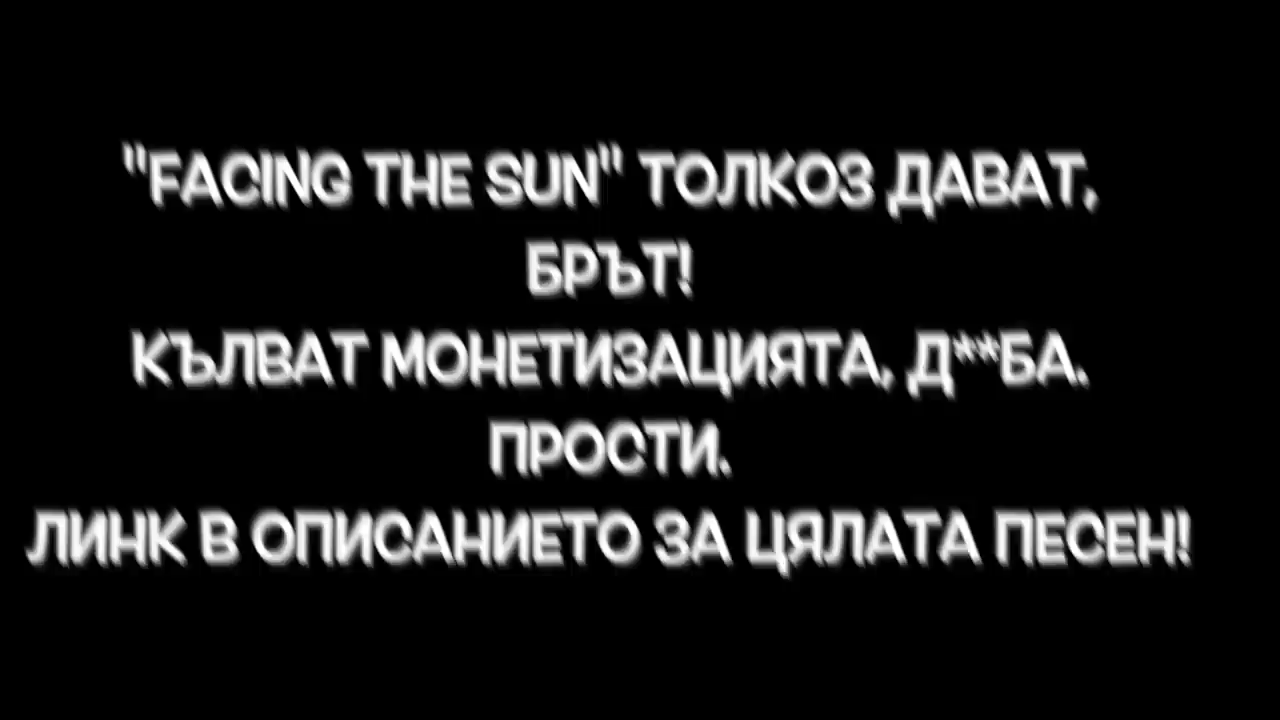 "FACING THE SUN" ТОЛКОЗ ДАВАТ,
БРЪТ!
КЪЛВАТ МОНЕТИЗАЦИЯТА, Д**БА.
ПРОСТИ.
ЛИНК В ОПИСАНИЕТО ЗА ЦЯЛАТА ПЕСЕН!